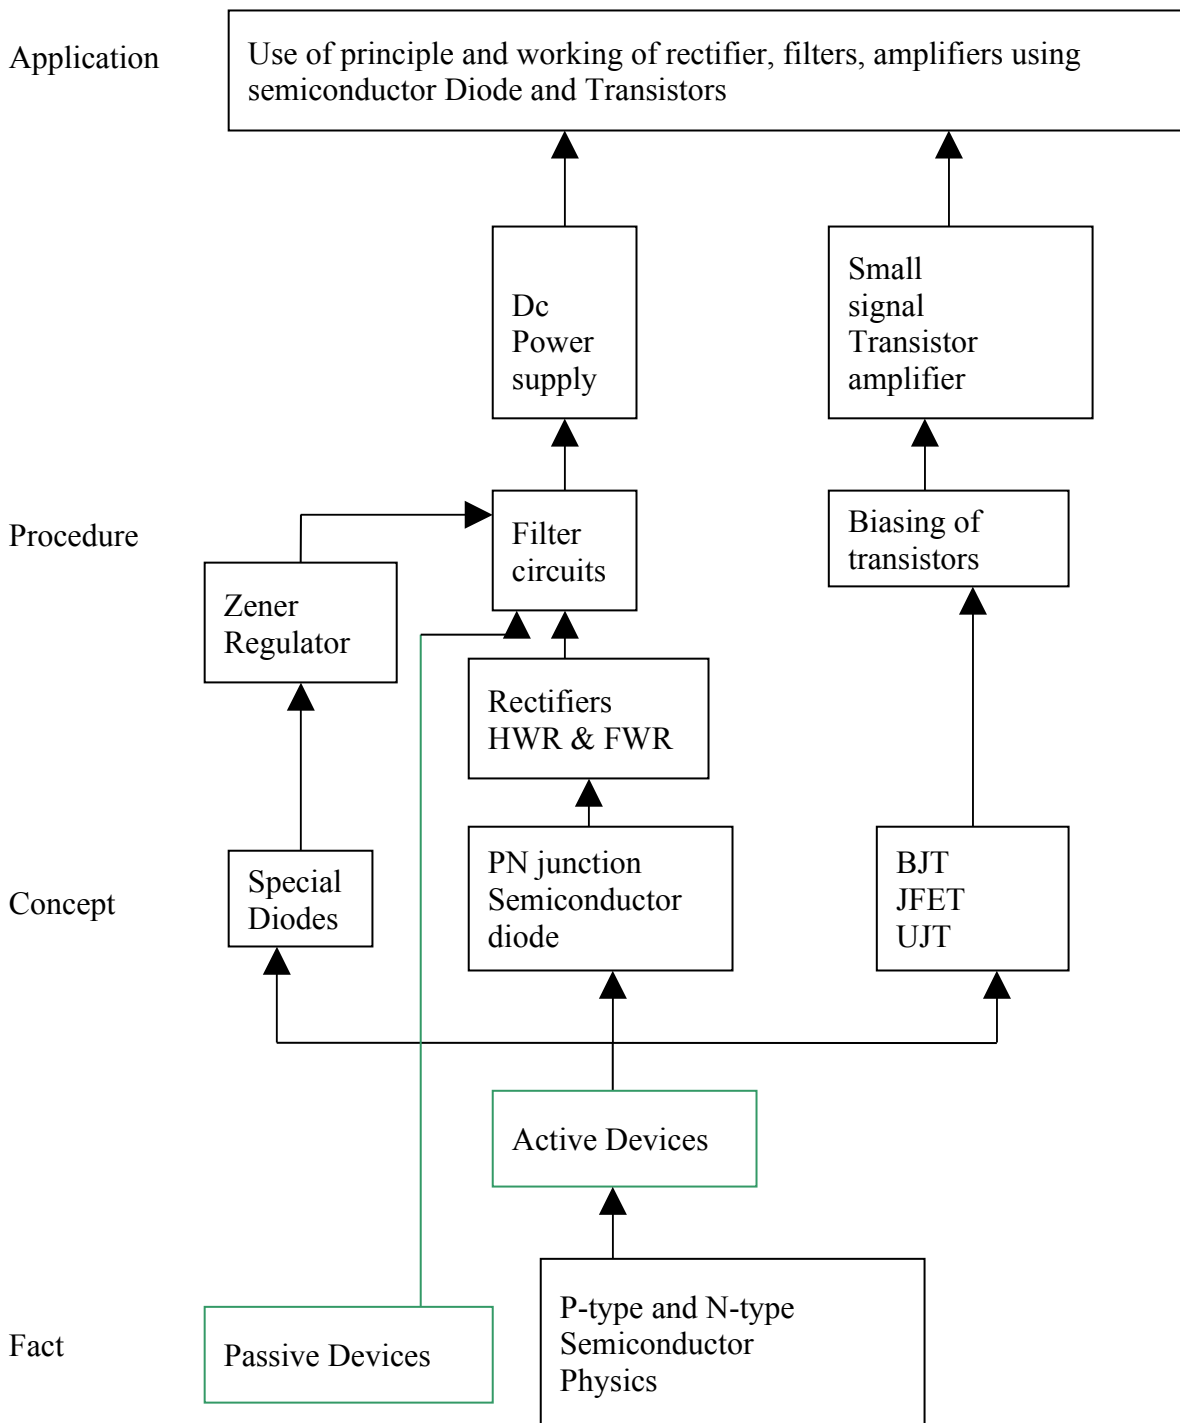 Application
Use of principle and working of rectifier, filters, amplifiers using
semiconductor Diode and Transistors
Dc
Power
supply
Small
signal
Transistor
amplifier
Procedure
Zener
Regulator
Filter
circuits
Biasing of
transistors
Rectifiers
HWR & FWR
Concept
Special
Diodes
PN junction
Semiconductor
diode
BJT
JFET
UJT
Active Devices
Fact
Passive Devices
P-type and N-type
Semiconductor
Physics